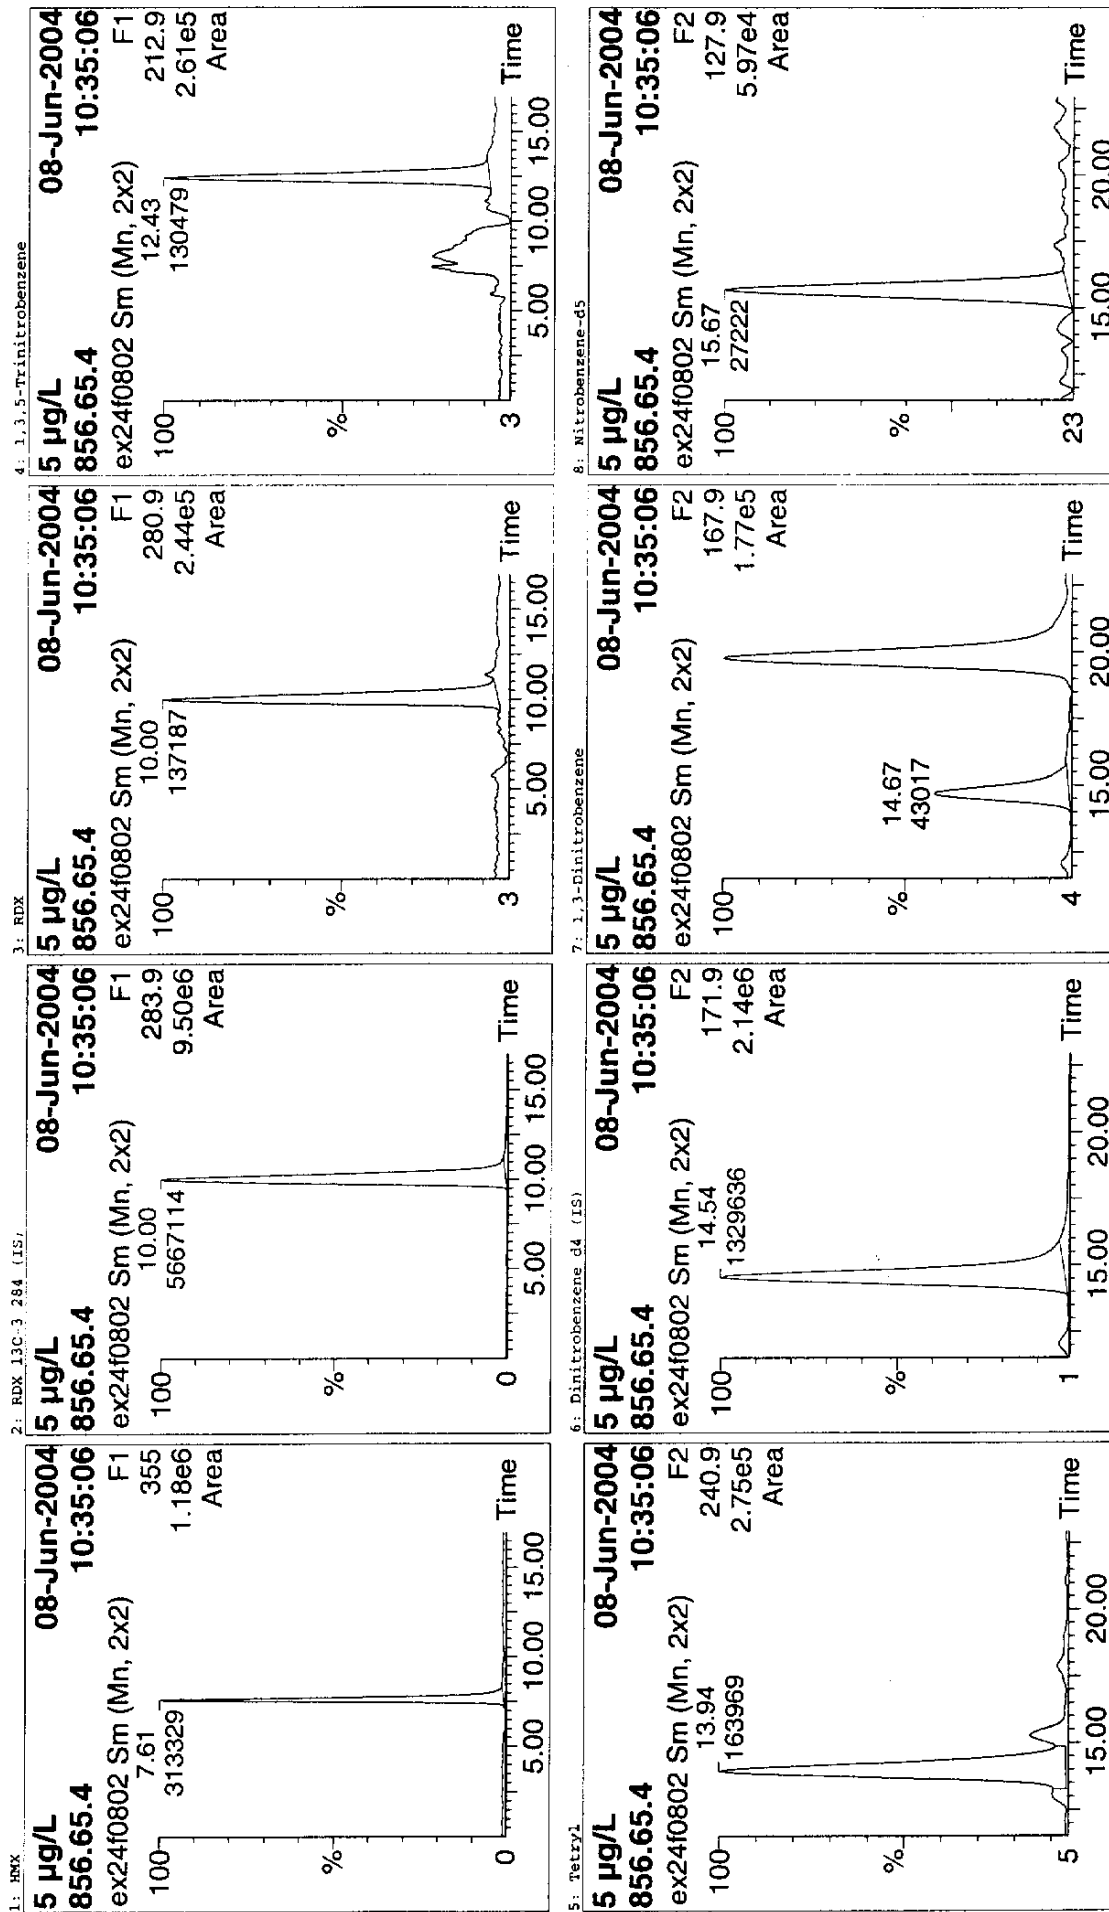 1: HMX
5 µg/L 08-Jun-2004
856.65.4 10:35:06
ex24f0802 Sm (Mn, 2x2) F1
7.61 355
313329 1.18e6
Area
100
%
0
5.00 10.00 15.00 Time
2: RDX 13C-3 284 (IS,
5 µg/L 08-Jun-2004
856.65.4 10:35:06
ex24f0802 Sm (Mn, 2x2) F1
10.00 283.9
5667114 9.50e6
Area
100
%
0
5.00 10.00 15.00 Time
3: RDX
5 µg/L 08-Jun-2004
856.65.4 10:35:06
ex24f0802 Sm (Mn, 2x2) F1
10.00 280.9
137187 2.44e5
Area
100
%
3
5.00 10.00 15.00 Time
4: 1,3,5-Trinitrobenzene
5 µg/L 08-Jun-2004
856.65.4 10:35:06
ex24f0802 Sm (Mn, 2x2) F1
12.43 212.9
130479 2.61e5
Area
100
%
3
5.00 10.00 15.00 Time
5: Tetryl
5 µg/L 08-Jun-2004
856.65.4 10:35:06
ex24f0802 Sm (Mn, 2x2) F2
13.94 240.9
163969 2.75e5
Area
100
%
5
15.00 20.00 Time
6: Dinitrobenzene d4 (IS)
5 µg/L 08-Jun-2004
856.65.4 10:35:06
ex24f0802 Sm (Mn, 2x2) F2
14.54 171.9
1329636 2.14e6
Area
100
%
1
15.00 20.00 Time
7: 1,3-Dinitrobenzene
5 µg/L 08-Jun-2004
856.65.4 10:35:06
ex24f0802 Sm (Mn, 2x2) F2
167.9
1.77e5
Area
14.67
43017
100
%
4
15.00 20.00 Time
8: Nitrobenzene-d5
5 µg/L 08-Jun-2004
856.65.4 10:35:06
ex24f0802 Sm (Mn, 2x2) F2
15.67 127.9
27222 5.97e4
Area
100
%
23
15.00 20.00 Time